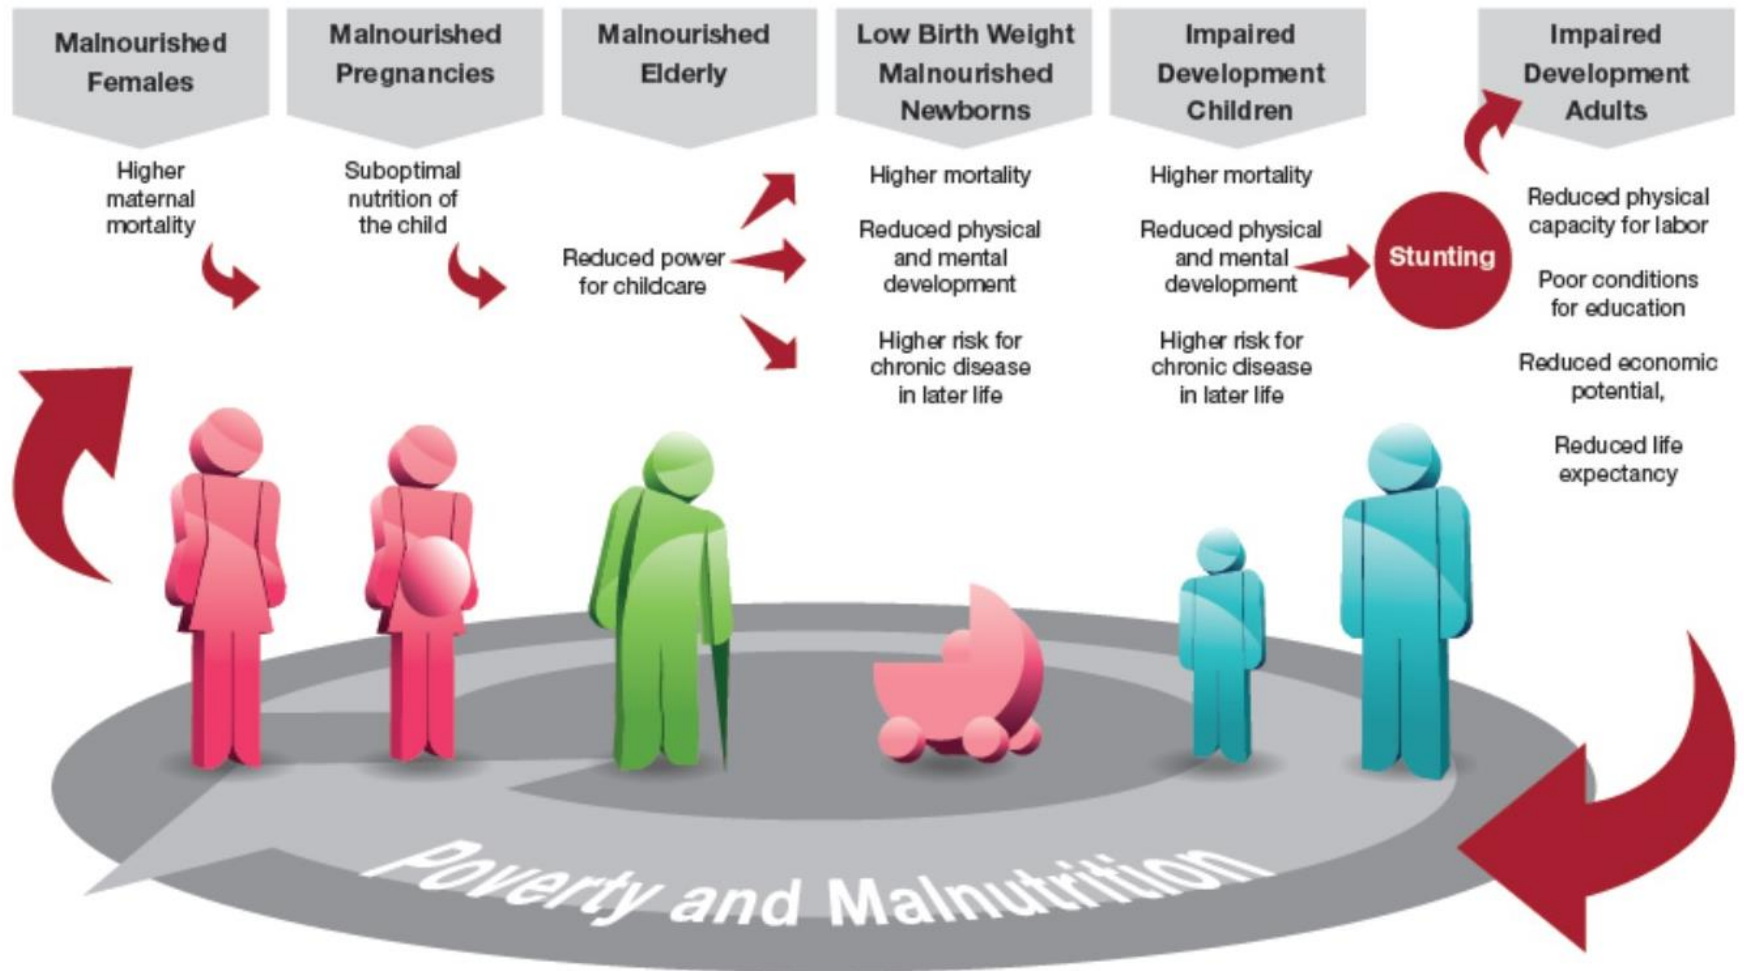 Malnourished
Females
Higher
maternal
mortality
Malnourished
Pregnancies
Suboptimal
nutrition of
the child
Malnourished
Elderly
Reduced power
for childcare
Low Birth Weight
Malnourished
Newborns
Higher mortality
Reduced physical
and mental
development
Higher risk for
chronic disease
in later life
Impaired
Development
Children
Higher mortality
Reduced physical
and mental
development
Higher risk for
chronic disease
in later life
Stunting
Impaired
Development
Adults
Reduced physical
capacity for labor
Poor conditions
for education
Reduced economic
potential,
Reduced life
expectancy
Poverty and Malnutrition